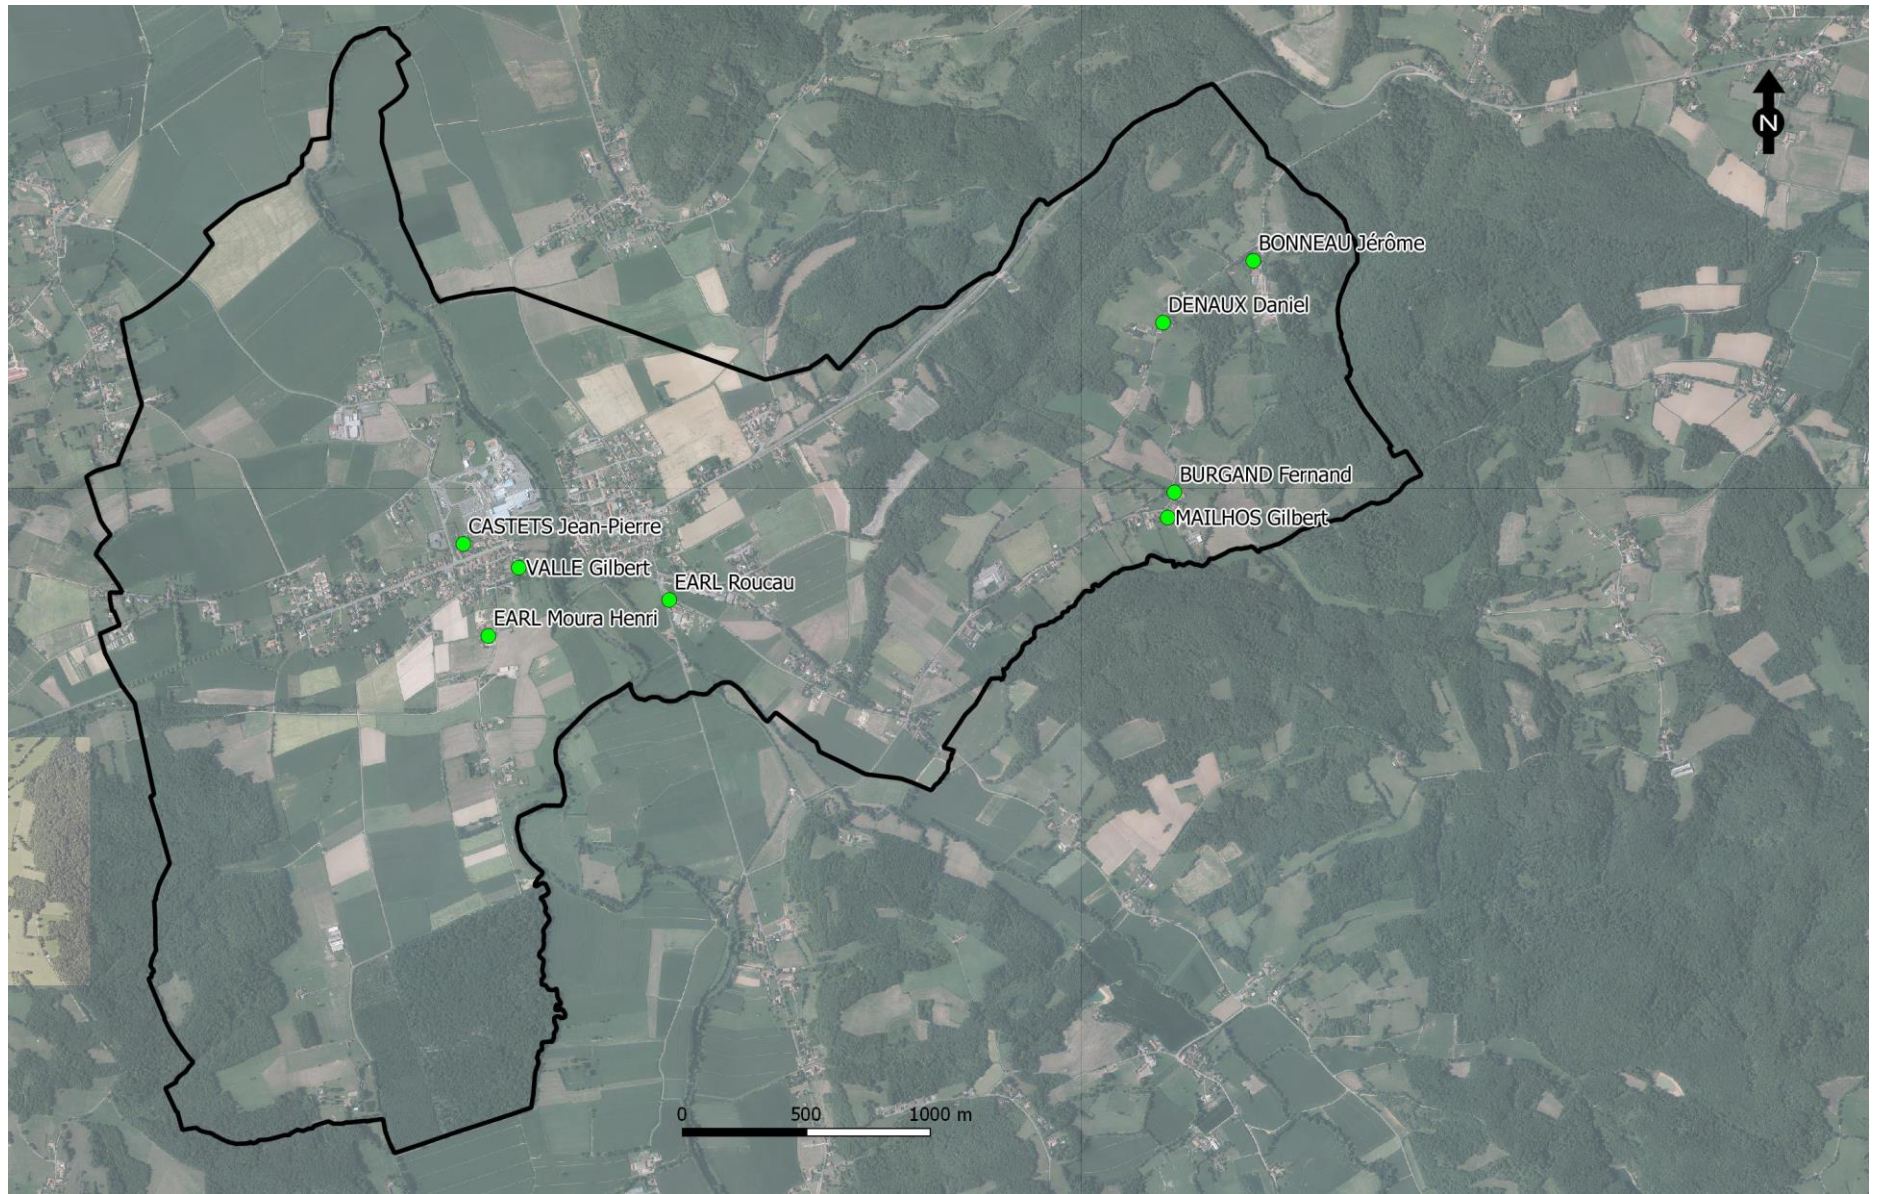 N
BONNEAU Jérôme
DENAUX Daniel
BURGAND Fernand
MAILHOS Gilbert
CASTETS Jean-Pierre
VALLE Gilbert
EARL Roucau
EARL Moura Henri
0 500 1000 m